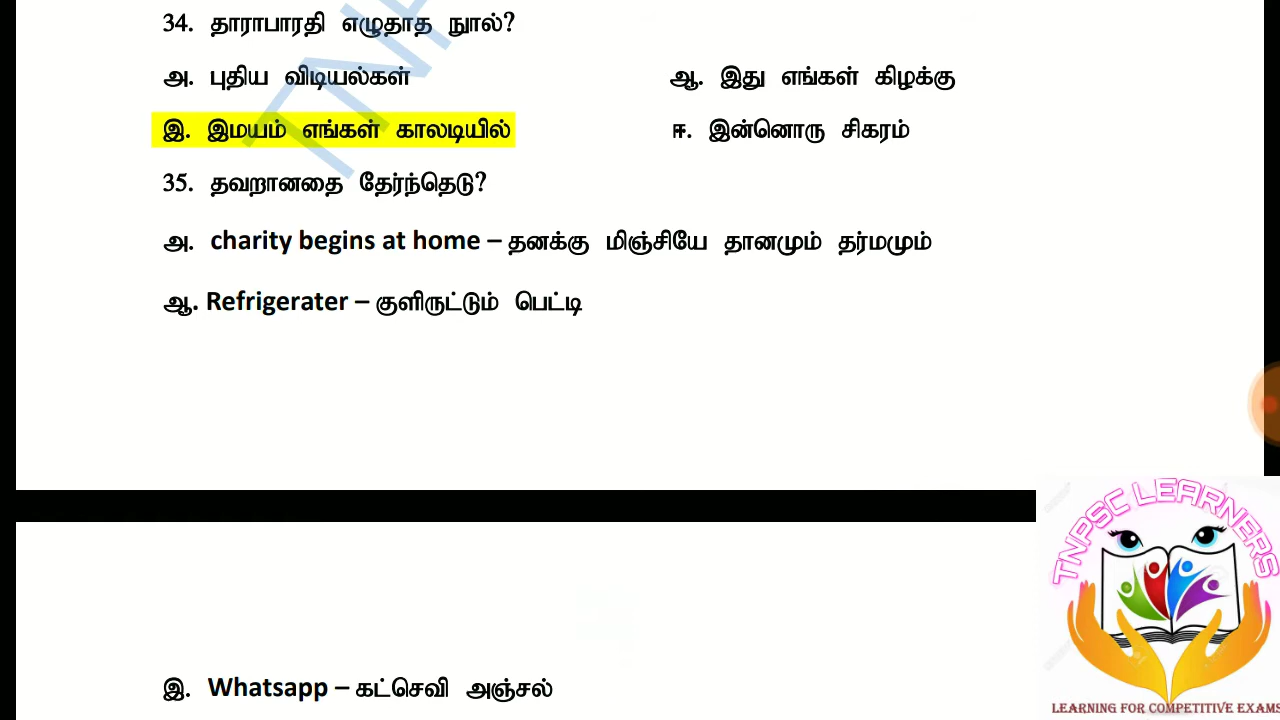 34. தாராபாரதி எழுதாத நுால்?
அ. புதிய விடியல்கள் ஆ. இது எங்கள் கிழக்கு
இ. இமயம் எங்கள் காலடியில் ஈ. இன்னொரு சிகரம்
35. தவறானதை தேர்ந்தெடு?
அ. charity begins at home – தனக்கு மிஞ்சியே தானமும் தர்மமும்
ஆ. Refrigerater – குளிருட்டும் பெட்டி
இ. Whatsapp – கட்செவி அஞ்சல்
TNPSC LEARNERS
LEARNING FOR COMPETITIVE EXAMS